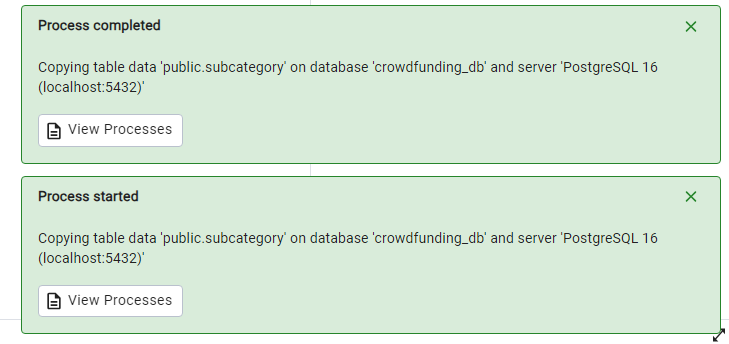 Process completed
Copying table data 'public.subcategory' on database 'crowdfunding_db' and server 'PostgreSQL 16
(localhost:5432)'
View Processes
Process started
Copying table data 'public.subcategory' on database 'crowdfunding_db' and server 'PostgreSQL 16
(localhost:5432)'
View Processes